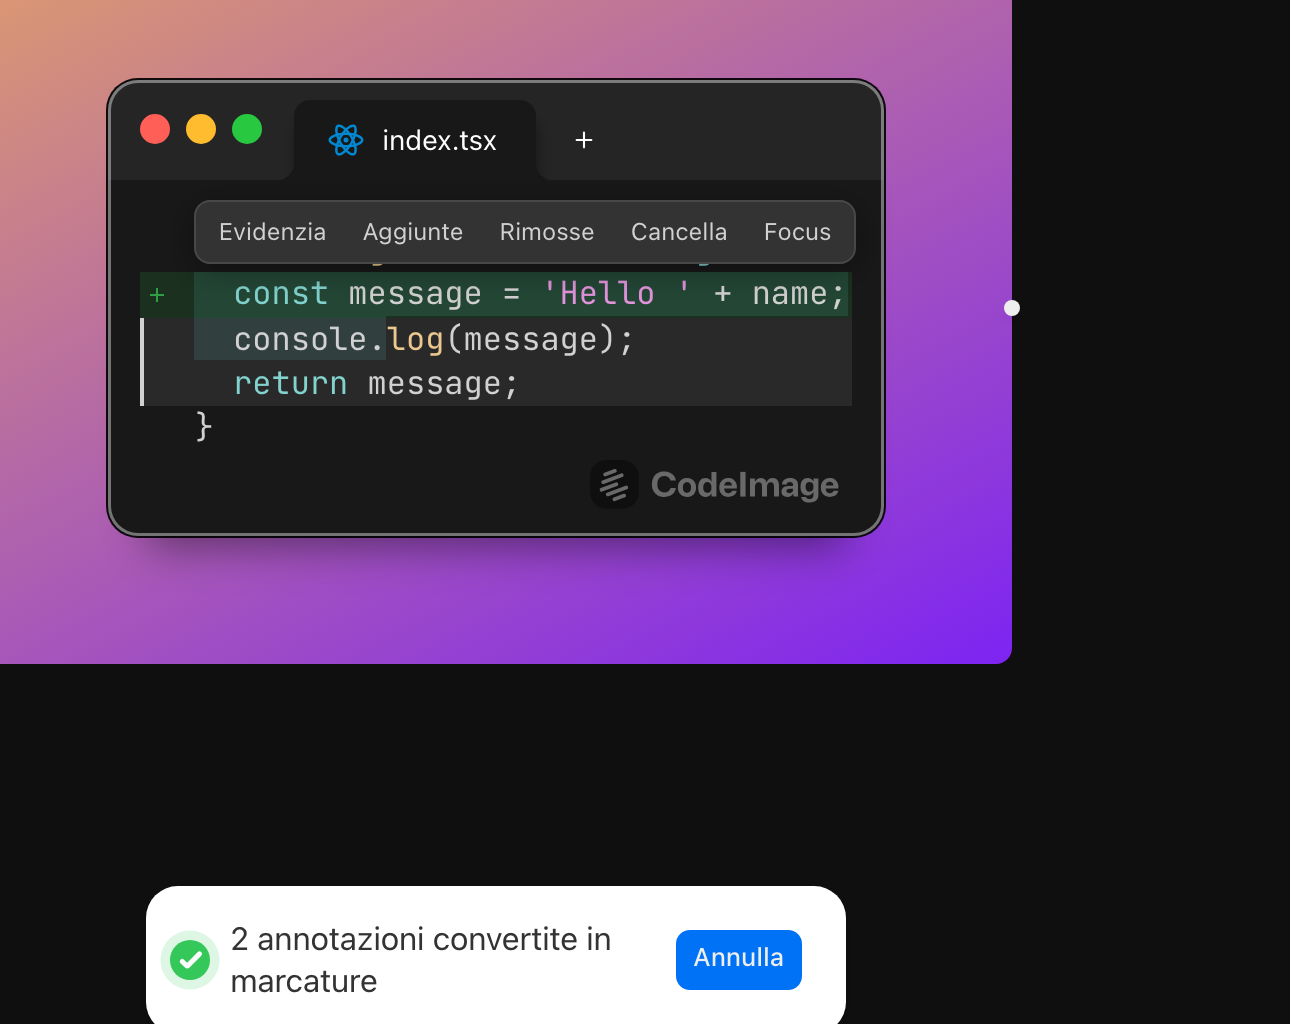 index.tsx +
Evidenzia Aggiunte Rimosse Cancella Focus
+ const message = 'Hello ' + name;
console.log(message);
return message;
}
CodeImage
2 annotazioni convertite in
marcature
Annulla